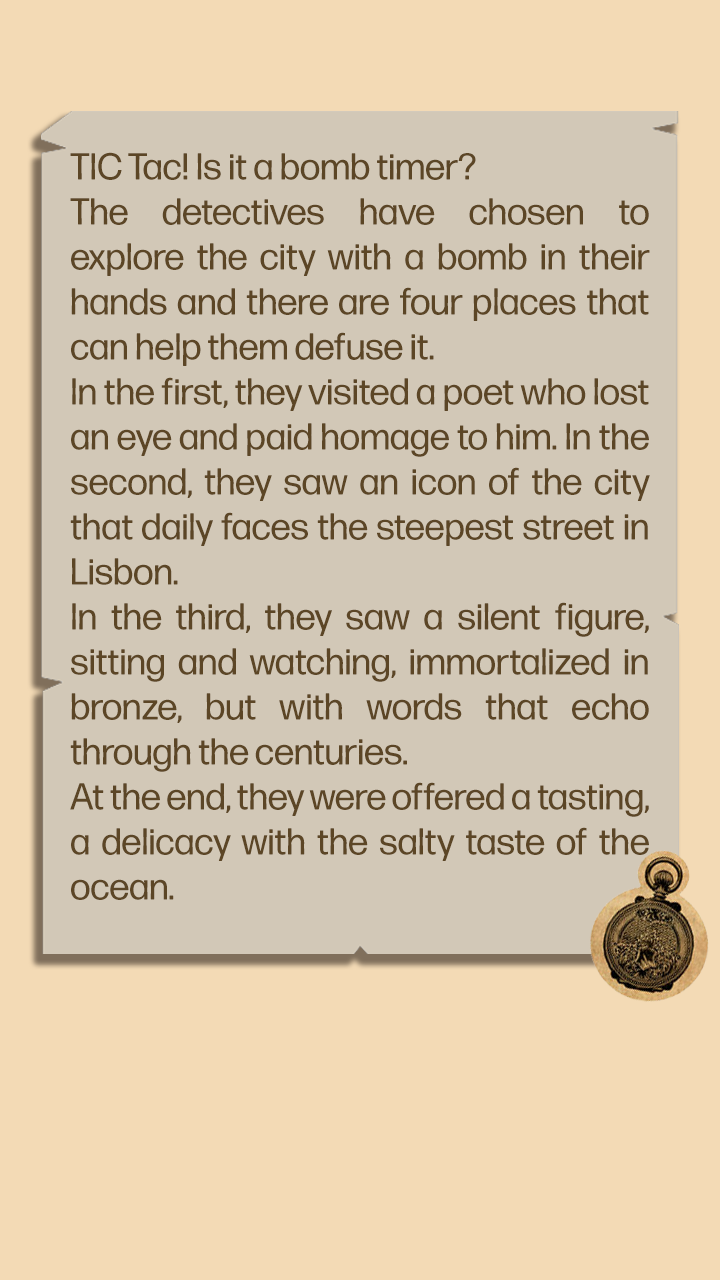 TIC Tac! Is it a bomb timer?
The detectives have chosen to
explore the city with a bomb in their
hands and there are four places that
can help them defuse it.
In the first, they visited a poet who lost
an eye and paid homage to him. In the
second, they saw an icon of the city
that daily faces the steepest street in
Lisbon.
In the third, they saw a silent figure,
sitting and watching, immortalized in
bronze, but with words that echo
through the centuries.
At the end, they were offered a tasting,
a delicacy with the salty taste of the
ocean.